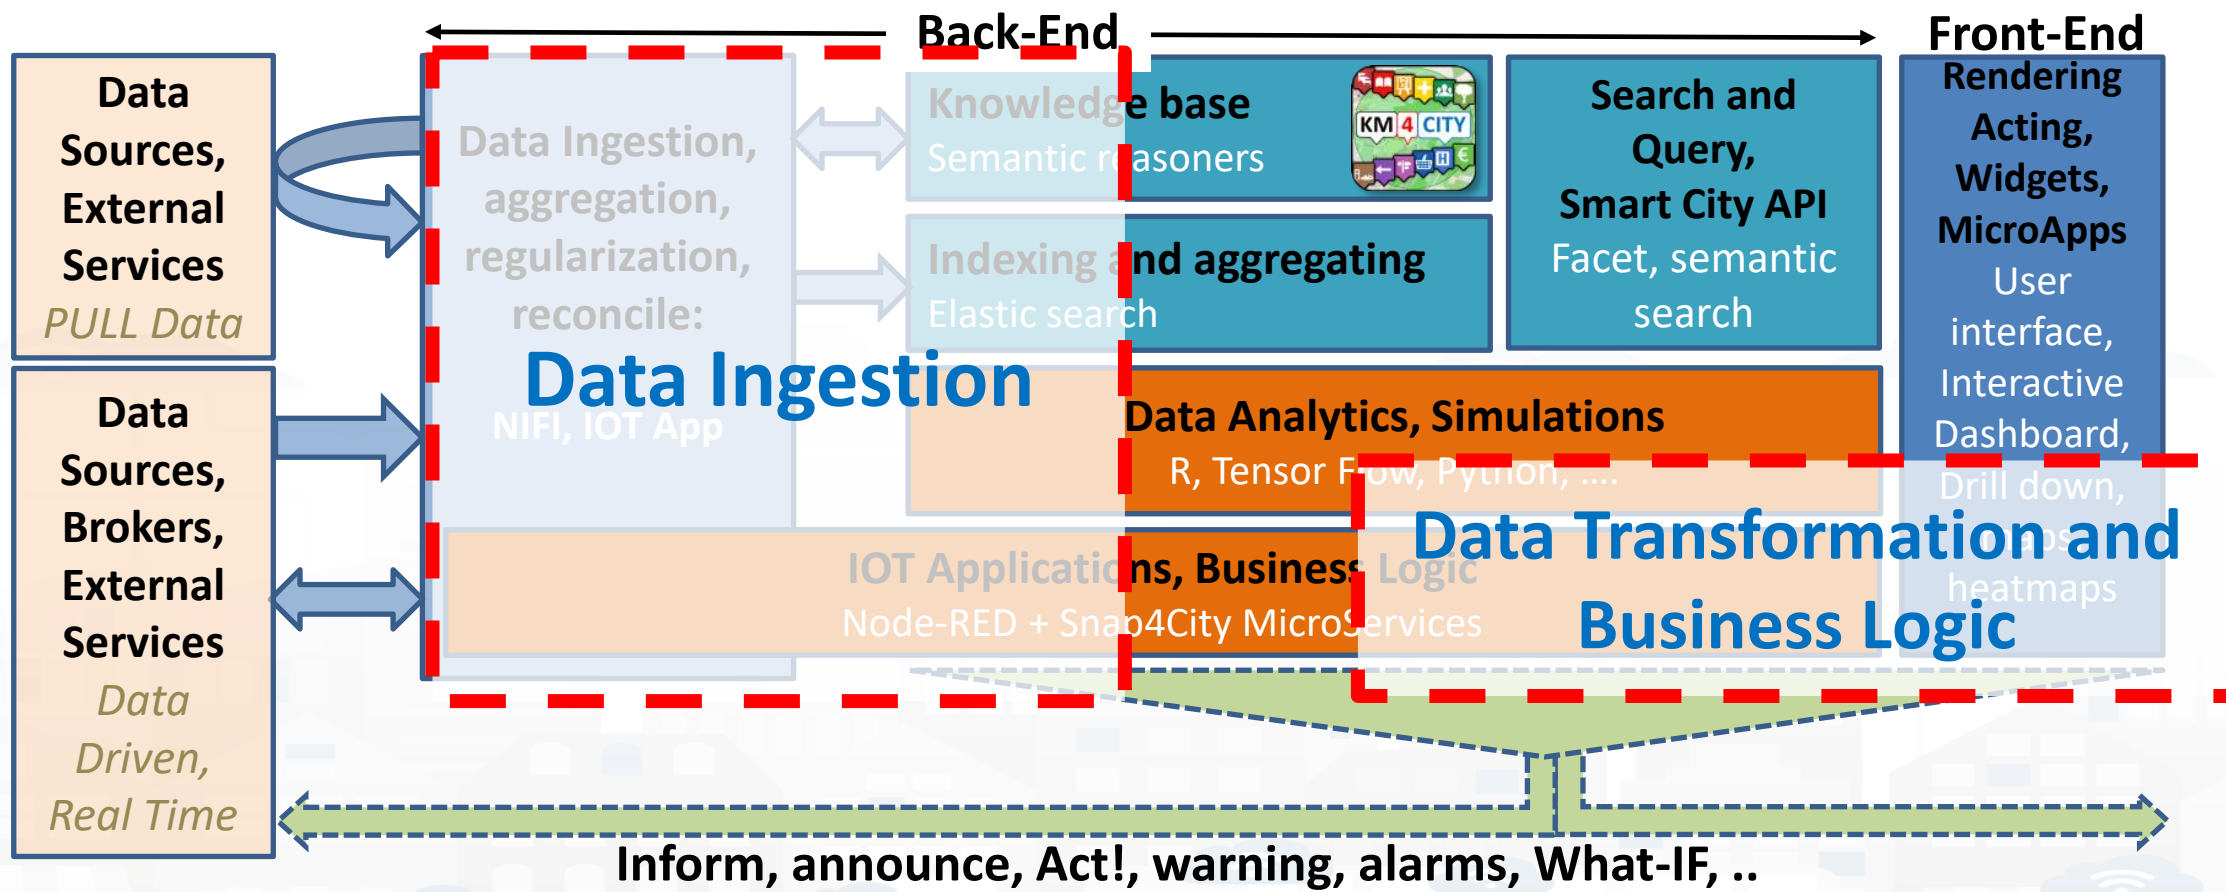 Back-End
Front-End
Data
Sources,
External
Services
PULL Data
Data
Sources,
Brokers,
External
Services
Data
Driven,
Real Time
Data Ingestion,
aggregation,
regularization,
reconcile:
NIFI, IOT App
Data Ingestion
Knowledge base
Semantic reasoners
KM 4 CITY
Indexing and aggregating
Elastic search
Search and
Query,
Smart City API
Facet, semantic
search
Data Analytics, Simulations
R, Tensor Flow, Python, ....
IOT Applications, Business Logic
Node-RED + Snap4City MicroServices
Rendering
Acting,
Widgets,
MicroApps
User
interface,
Interactive
Dashboard,
Drill down,
maps
heatmaps
Data Transformation and
Business Logic
Inform, announce, Act!, warning, alarms, What-IF, ..